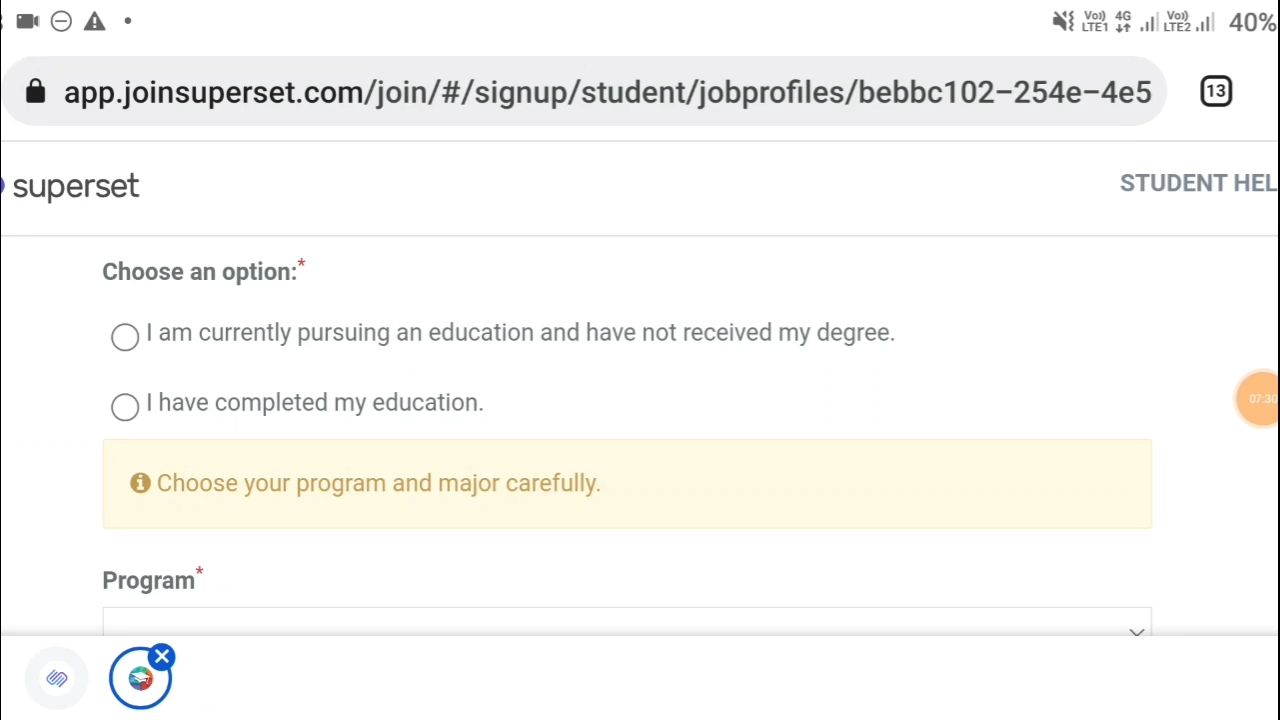 Vo)) 4G Vo)) 40%
LTE1 LTE2
app.joinsuperset.com/join/#/signup/student/jobprofiles/bebbc102-254e-4e5
13
superset
STUDENT HEL
Choose an option:*
I am currently pursuing an education and have not received my degree.
I have completed my education.
07:30
Choose your program and major carefully.
Program*